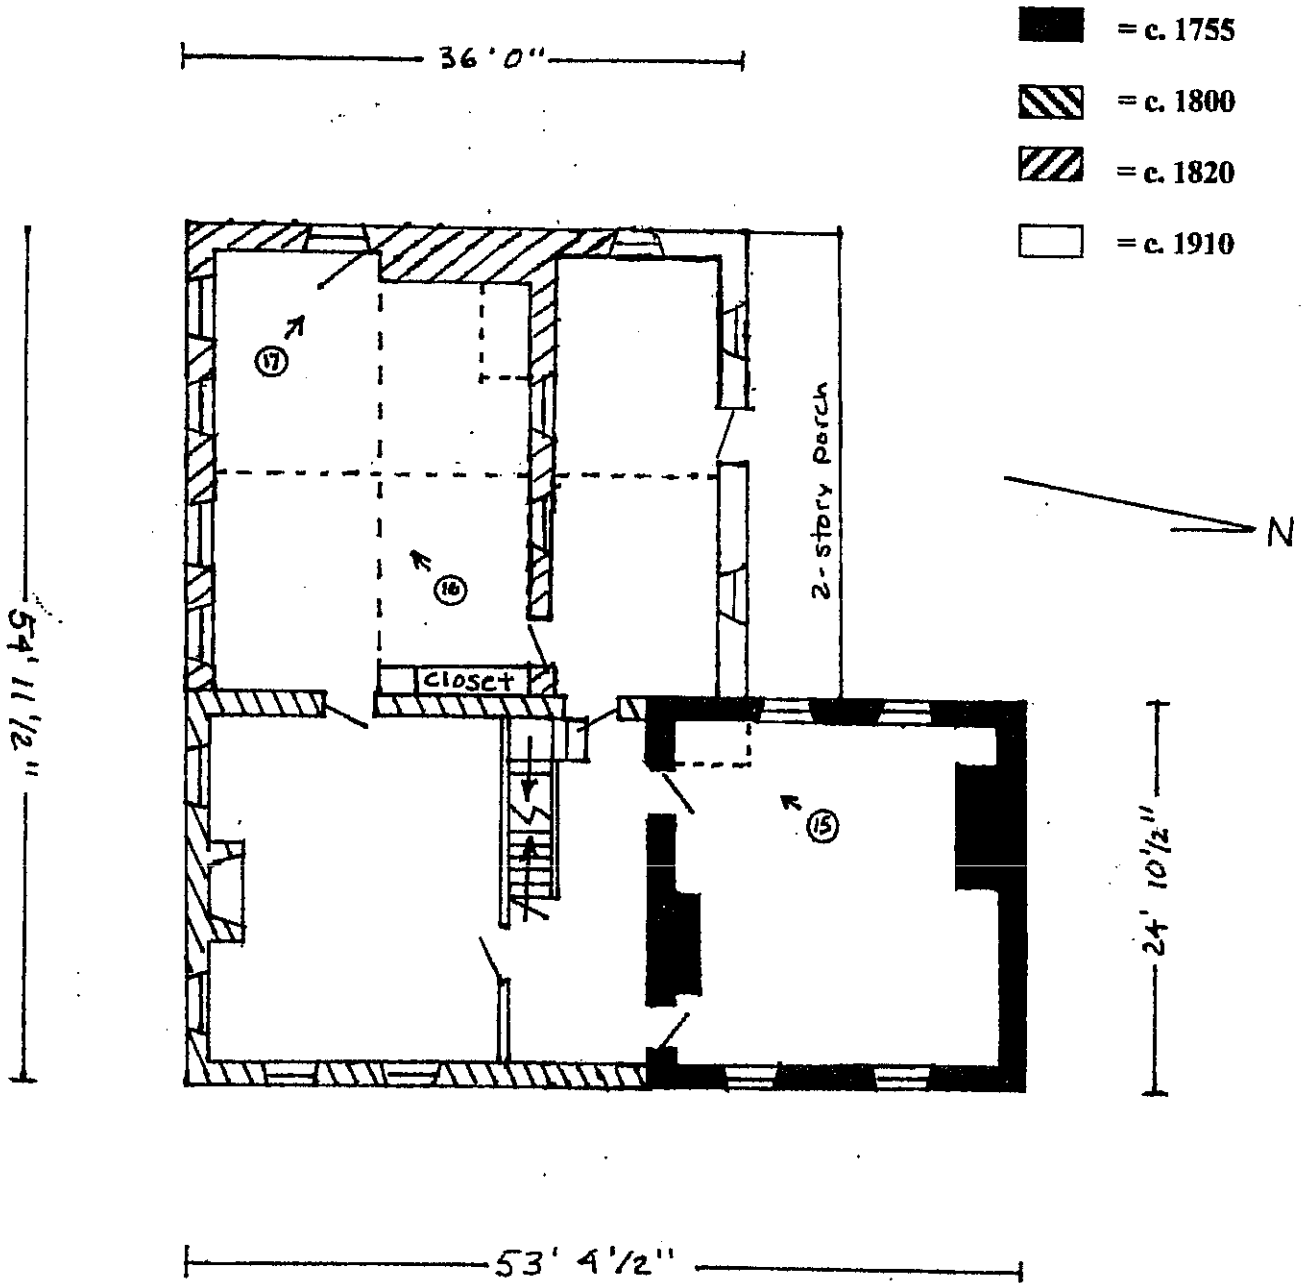 = c. 1755
36'0"
= c. 1800
= c. 1820
= c. 1910
17
2-story porch
N
16
54' 11 1/2"
closet
15
24' 10 1/2"
53' 4 1/2"